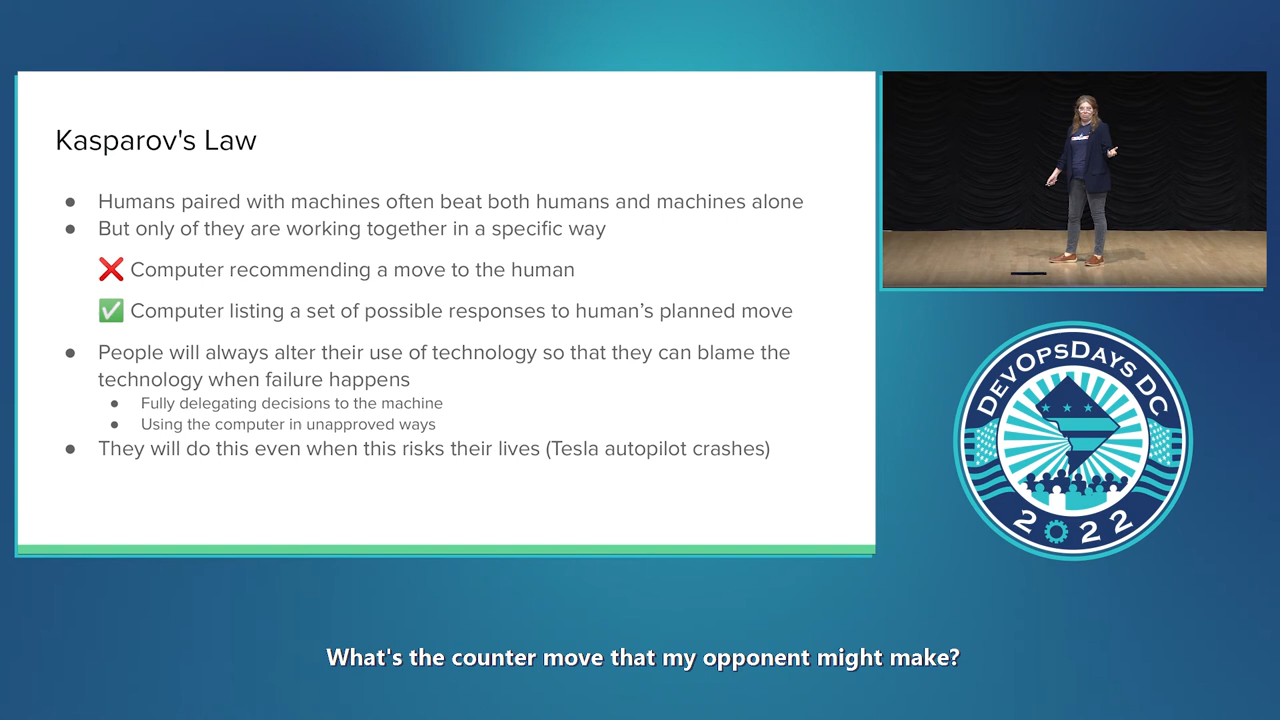 Kasparov's Law
● Humans paired with machines often beat both humans and machines alone
● But only of they are working together in a specific way
❌ Computer recommending a move to the human
✅ Computer listing a set of possible responses to human’s planned move
● People will always alter their use of technology so that they can blame the
technology when failure happens
● Fully delegating decisions to the machine
● Using the computer in unapproved ways
● They will do this even when this risks their lives (Tesla autopilot crashes)
DEVOPSDAYS DC
2022
What's the counter move that my opponent might make?